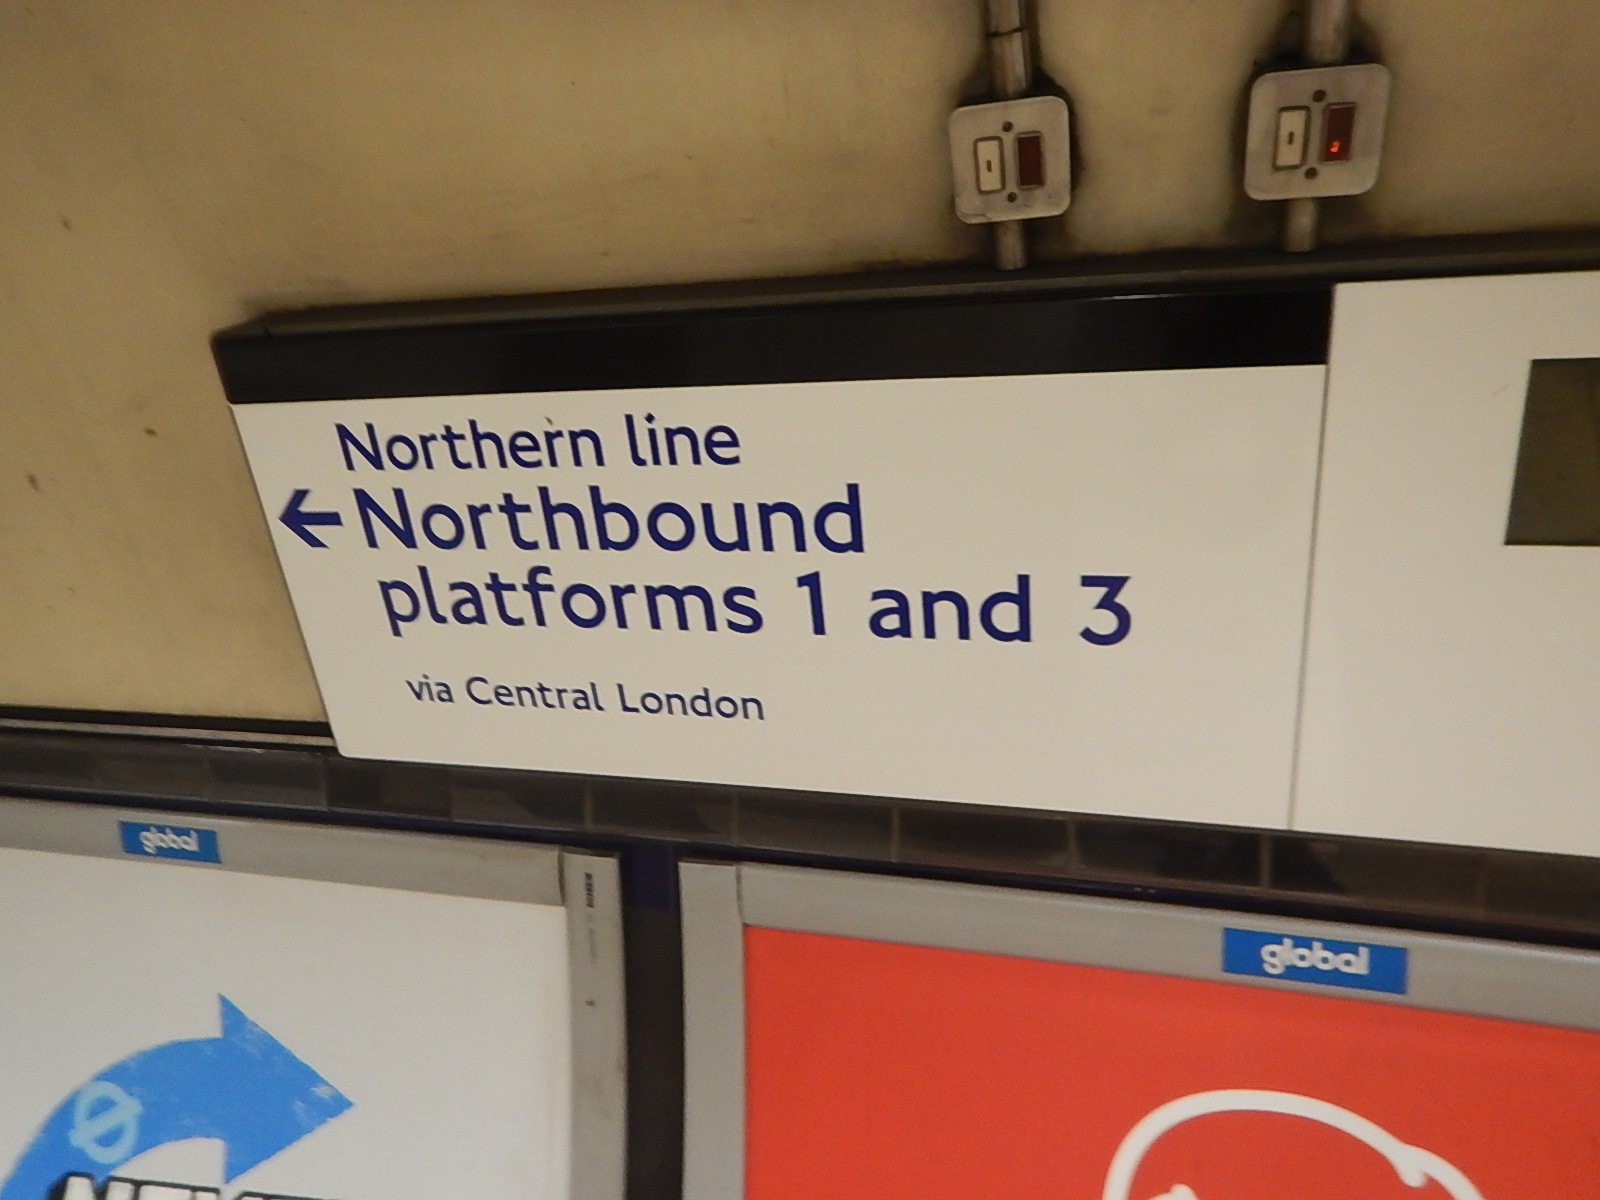 Northern line
← Northbound
platforms 1 and 3
via Central London
global
global